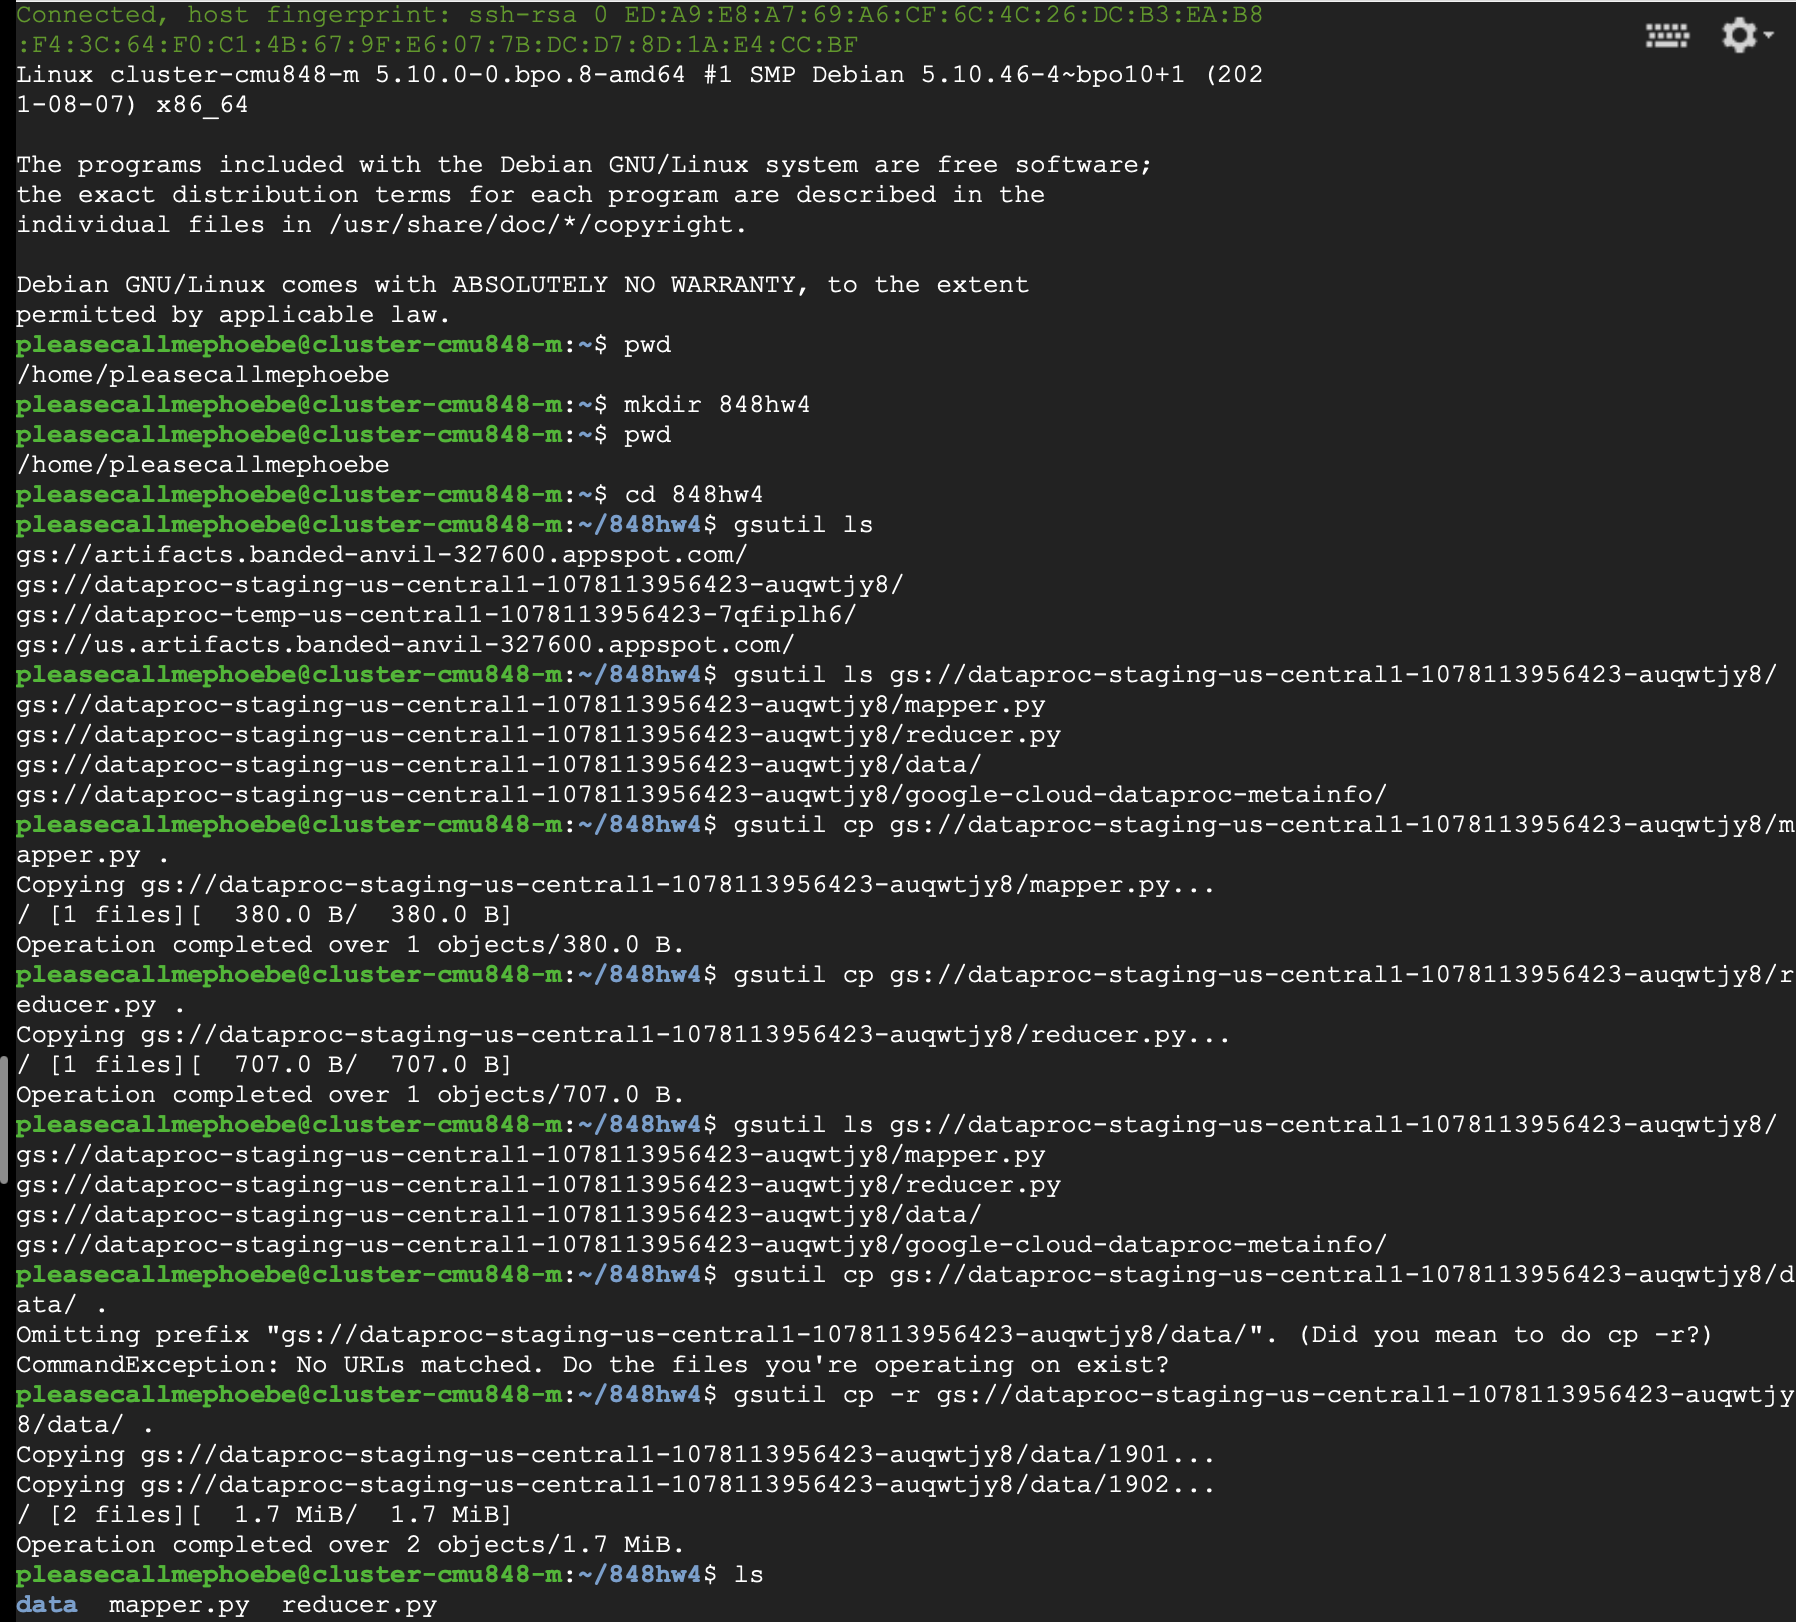 Connected, host fingerprint: ssh-rsa 0 ED:A9:E8:A7:69:A6:CF:6C:4C:26:DC:B3:EA:B8
:F4:3C:64:F0:C1:4B:67:9F:E6:07:7B:DC:D7:8D:1A:E4:CC:BF
Linux cluster-cmu848-m 5.10.0-0.bpo.8-amd64 #1 SMP Debian 5.10.46-4~bpo10+1 (202
1-08-07) x86_64
The programs included with the Debian GNU/Linux system are free software;
the exact distribution terms for each program are described in the
individual files in /usr/share/doc/*/copyright.
Debian GNU/Linux comes with ABSOLUTELY NO WARRANTY, to the extent
permitted by applicable law.
pleasecallmephoebe@cluster-cmu848-m:~$ pwd
/home/pleasecallmephoebe
pleasecallmephoebe@cluster-cmu848-m:~$ mkdir 848hw4
pleasecallmephoebe@cluster-cmu848-m:~$ pwd
/home/pleasecallmephoebe
pleasecallmephoebe@cluster-cmu848-m:~$ cd 848hw4
pleasecallmephoebe@cluster-cmu848-m:~/848hw4$ gsutil ls
gs://artifacts.banded-anvil-327600.appspot.com/
gs://dataproc-staging-us-central1-1078113956423-auqwtjy8/
gs://dataproc-temp-us-central1-1078113956423-7qfiplh6/
gs://us.artifacts.banded-anvil-327600.appspot.com/
pleasecallmephoebe@cluster-cmu848-m:~/848hw4$ gsutil ls gs://dataproc-staging-us-central1-1078113956423-auqwtjy8/
gs://dataproc-staging-us-central1-1078113956423-auqwtjy8/mapper.py
gs://dataproc-staging-us-central1-1078113956423-auqwtjy8/reducer.py
gs://dataproc-staging-us-central1-1078113956423-auqwtjy8/data/
gs://dataproc-staging-us-central1-1078113956423-auqwtjy8/google-cloud-dataproc-metainfo/
pleasecallmephoebe@cluster-cmu848-m:~/848hw4$ gsutil cp gs://dataproc-staging-us-central1-1078113956423-auqwtjy8/m
apper.py .
Copying gs://dataproc-staging-us-central1-1078113956423-auqwtjy8/mapper.py...
/ [1 files][  380.0 B/  380.0 B]
Operation completed over 1 objects/380.0 B.
pleasecallmephoebe@cluster-cmu848-m:~/848hw4$ gsutil cp gs://dataproc-staging-us-central1-1078113956423-auqwtjy8/r
educer.py .
Copying gs://dataproc-staging-us-central1-1078113956423-auqwtjy8/reducer.py...
/ [1 files][  707.0 B/  707.0 B]
Operation completed over 1 objects/707.0 B.
pleasecallmephoebe@cluster-cmu848-m:~/848hw4$ gsutil ls gs://dataproc-staging-us-central1-1078113956423-auqwtjy8/
gs://dataproc-staging-us-central1-1078113956423-auqwtjy8/mapper.py
gs://dataproc-staging-us-central1-1078113956423-auqwtjy8/reducer.py
gs://dataproc-staging-us-central1-1078113956423-auqwtjy8/data/
gs://dataproc-staging-us-central1-1078113956423-auqwtjy8/google-cloud-dataproc-metainfo/
pleasecallmephoebe@cluster-cmu848-m:~/848hw4$ gsutil cp gs://dataproc-staging-us-central1-1078113956423-auqwtjy8/d
ata/ .
Omitting prefix "gs://dataproc-staging-us-central1-1078113956423-auqwtjy8/data/". (Did you mean to do cp -r?)
CommandException: No URLs matched. Do the files you're operating on exist?
pleasecallmephoebe@cluster-cmu848-m:~/848hw4$ gsutil cp -r gs://dataproc-staging-us-central1-1078113956423-auqwtjy
8/data/ .
Copying gs://dataproc-staging-us-central1-1078113956423-auqwtjy8/data/1901...
Copying gs://dataproc-staging-us-central1-1078113956423-auqwtjy8/data/1902...
/ [2 files][  1.7 MiB/  1.7 MiB]
Operation completed over 2 objects/1.7 MiB.
pleasecallmephoebe@cluster-cmu848-m:~/848hw4$ ls
data  mapper.py  reducer.py